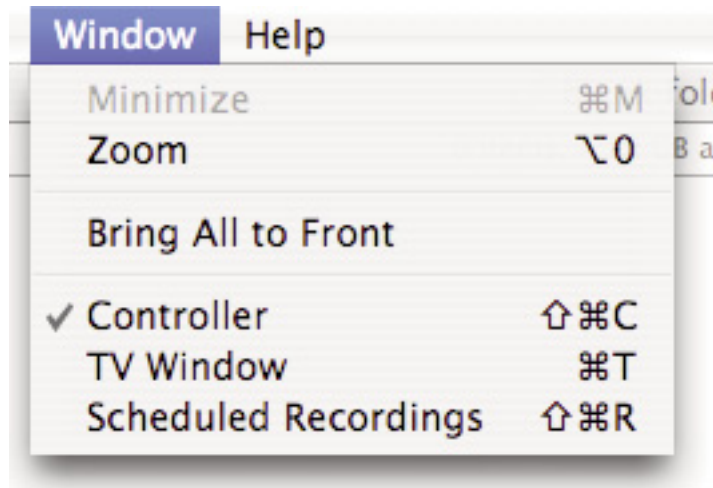 Window Help
Minimize ⌘M
Zoom ⌥0
Bring All to Front
✓ Controller ⇧⌘C
TV Window ⌘T
Scheduled Recordings ⇧⌘R